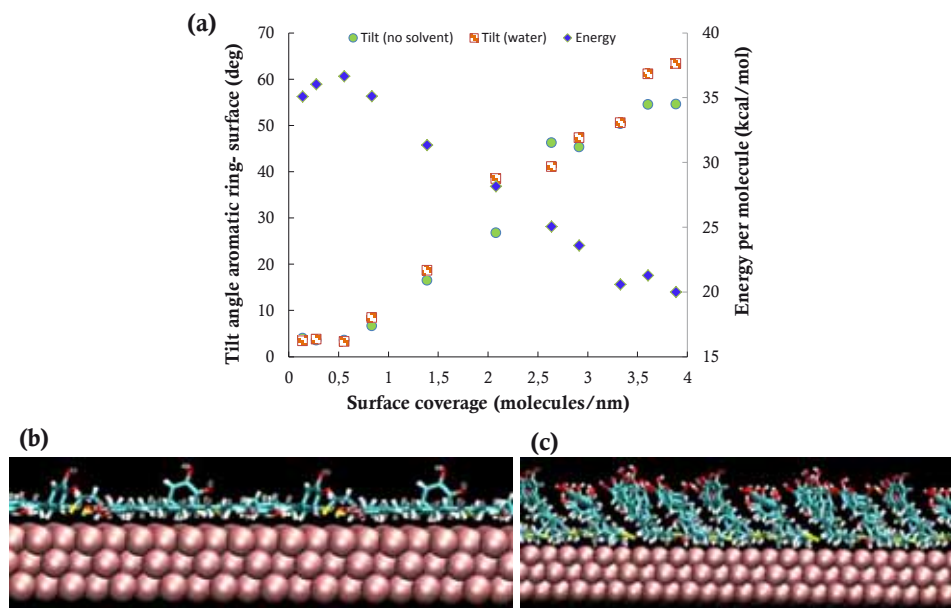 (a)
70
60
50
40
30
20
10
0
Tilt angle aromatic ring- surface (deg)
Tilt (no solvent) Tilt (water) Energy
40
35
30
25
20
15
Energy per molecule (kcal/mol)
0 0,5 1 1,5 2 2,5 3 3,5 4
Surface coverage (molecules/nm)
(b)
(c)